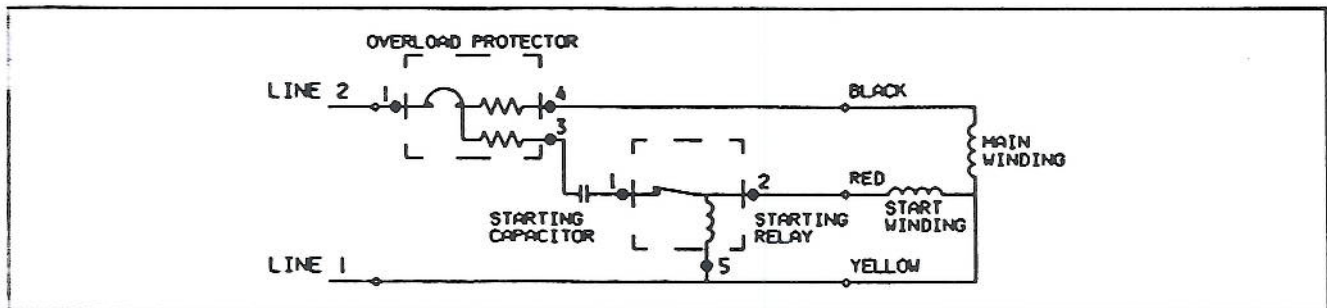 OVERLOAD PROTECTOR
LINE 2
1
4
BLACK
3
MAIN
WINDING
1
2
RED
STARTING
CAPACITOR
STARTING
RELAY
START
WINDING
5
LINE 1
YELLOW